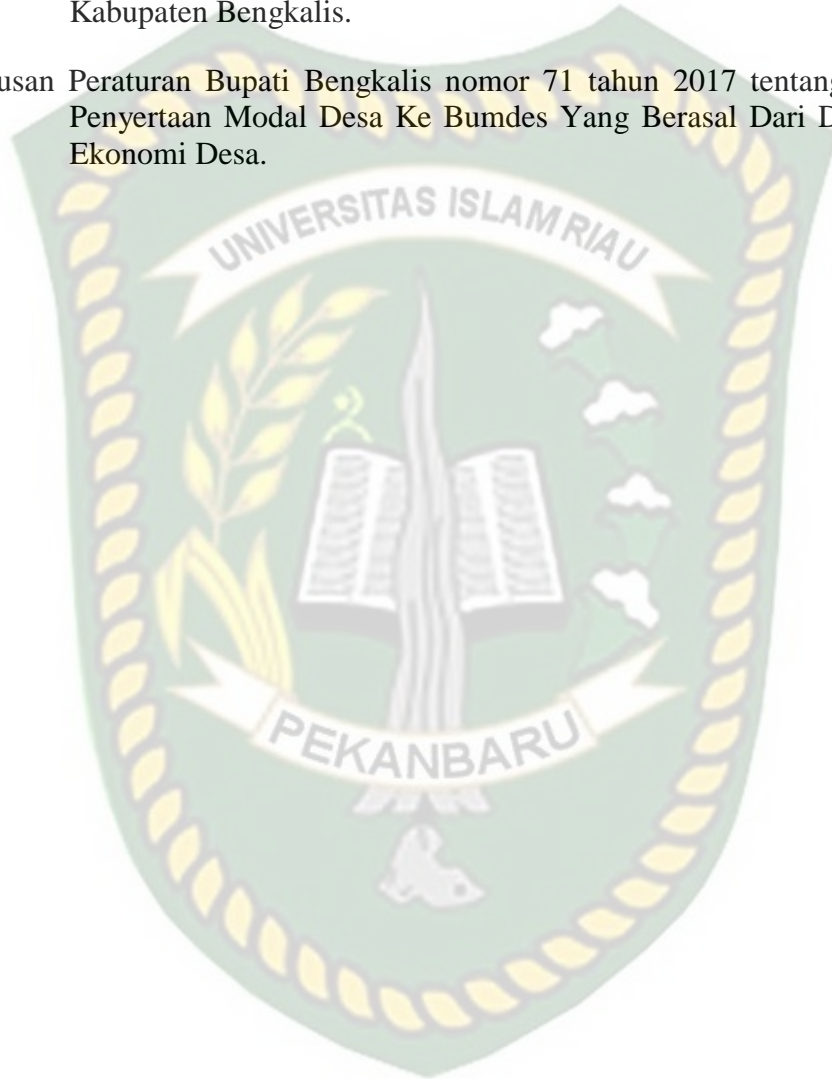 Kabupaten Bengkalis.
usan Peraturan Bupati Bengkalis nomor 71 tahun 2017 tentang
Penyertaan Modal Desa Ke Bumdes Yang Berasal Dari D
Ekonomi Desa.
UNIVERSITAS ISLAM RIAU
PEKANBARU